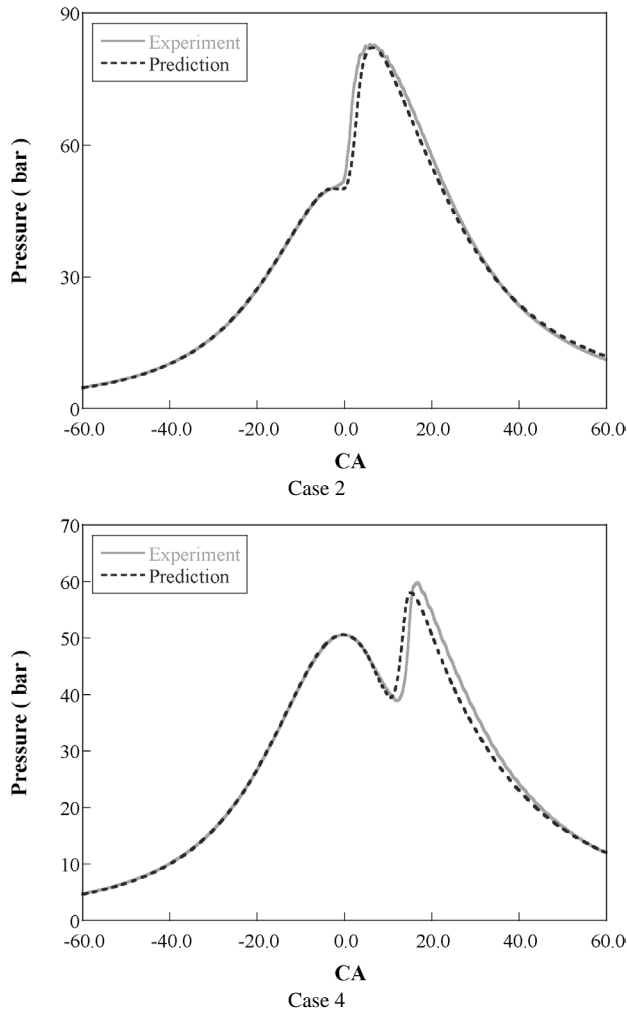 90
Experiment
Prediction
60
Pressure ( bar )
30
0
-60.0 -40.0 -20.0 0.0 20.0 40.0 60.0
CA
Case 2
70
Experiment
Prediction
60
50
40
Pressure ( bar )
30
20
10
0
-60.0 -40.0 -20.0 0.0 20.0 40.0 60.0
CA
Case 4